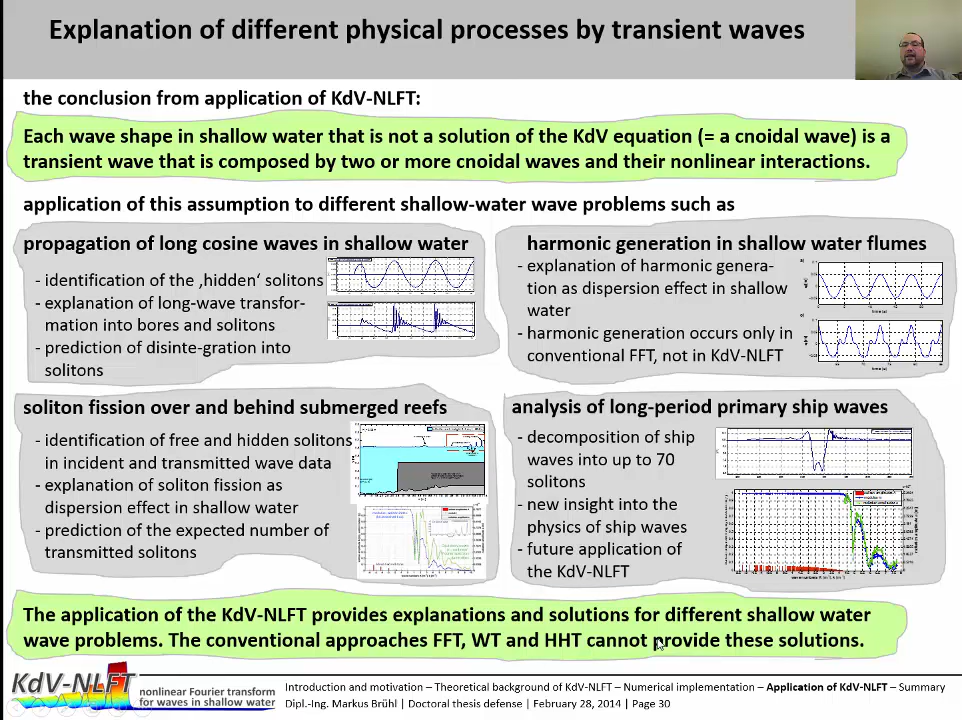 Explanation of different physical processes by transient waves
the conclusion from application of KdV-NLFT:
Each wave shape in shallow water that is not a solution of the KdV equation (= a cnoidal wave) is a
transient wave that is composed by two or more cnoidal waves and their nonlinear interactions.
application of this assumption to different shallow-water wave problems such as
propagation of long cosine waves in shallow water
- identification of the ‚hidden‘ solitons
- explanation of long-wave transfor-
mation into bores and solitons
- prediction of disinte-gration into
solitons
harmonic generation in shallow water flumes
- explanation of harmonic genera-
tion as dispersion effect in shallow
water
- harmonic generation occurs only in
conventional FFT, not in KdV-NLFT
soliton fission over and behind submerged reefs
- identification of free and hidden solitons
in incident and transmitted wave data
- explanation of soliton fission as
dispersion effect in shallow water
- prediction of the expected number of
transmitted solitons
analysis of long-period primary ship waves
- decomposition of ship
waves into up to 70
solitons
- new insight into the
physics of ship waves
- future application of
the KdV-NLFT
The application of the KdV-NLFT provides explanations and solutions for different shallow water
wave problems. The conventional approaches FFT, WT and HHT cannot provide these solutions.
KdV-NLFT
nonlinear Fourier transform
for waves in shallow water
Introduction and motivation – Theoretical background of KdV-NLFT – Numerical implementation – Application of KdV-NLFT – Summary
Dipl.-Ing. Markus Brühl | Doctoral thesis defense | February 28, 2014 | Page 30